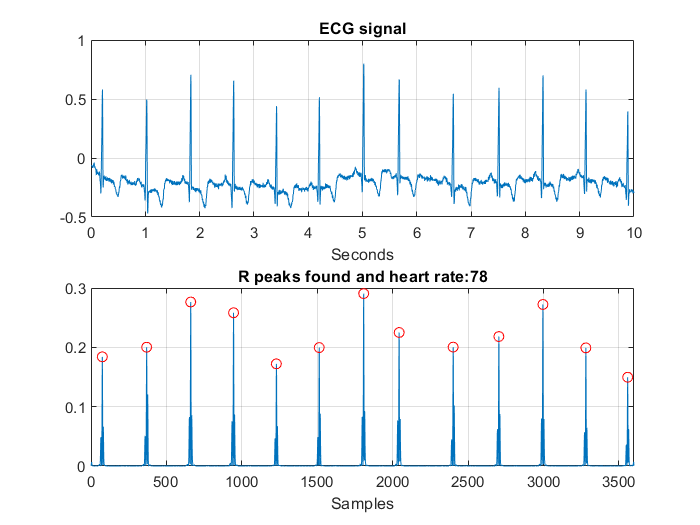 ECG signal
1
0.5
0
-0.5
0 1 2 3 4 5 6 7 8 9 10
Seconds
R peaks found and heart rate:78
0.3
0.2
0.1
0
0 500 1000 1500 2000 2500 3000 3500
Samples